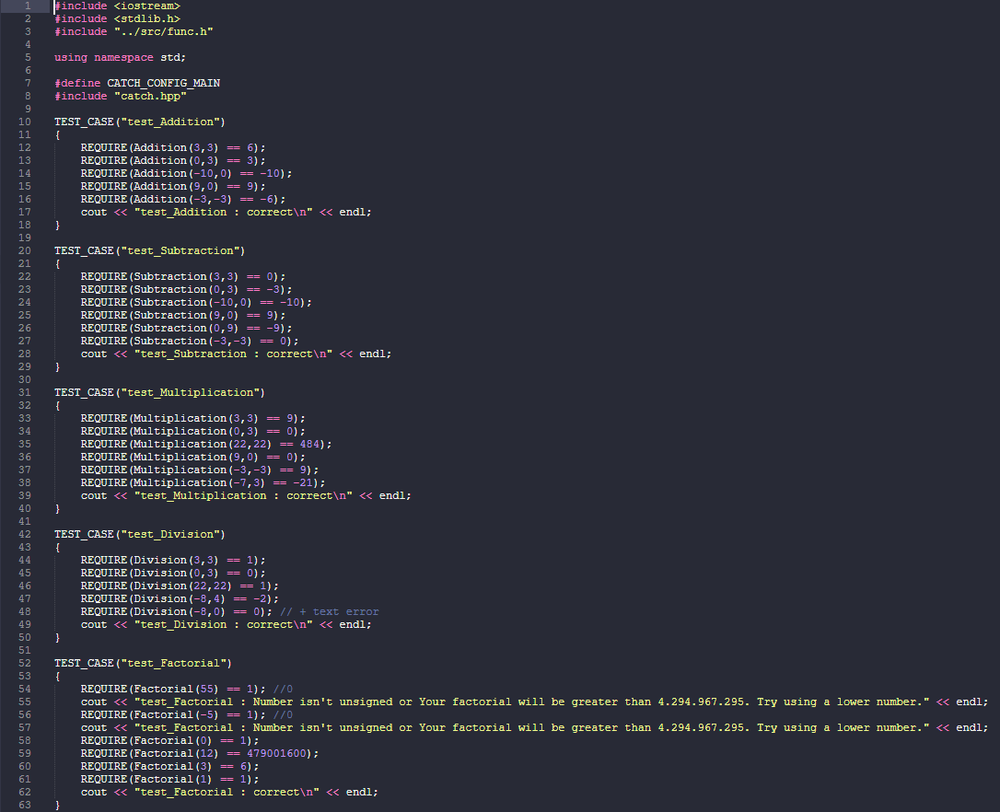 1 #include <iostream>
2 #include <stdlib.h>
3 #include "../src/func.h"
4
5 using namespace std;
6
7 #define CATCH_CONFIG_MAIN
8 #include "catch.hpp"
9
10 TEST_CASE("test_Addition")
11 {
12     REQUIRE(Addition(3,3) == 6);
13     REQUIRE(Addition(0,3) == 3);
14     REQUIRE(Addition(-10,0) == -10);
15     REQUIRE(Addition(9,0) == 9);
16     REQUIRE(Addition(-3,-3) == -6);
17     cout << "test_Addition : correct\n" << endl;
18 }
19
20 TEST_CASE("test_Subtraction")
21 {
22     REQUIRE(Subtraction(3,3) == 0);
23     REQUIRE(Subtraction(0,3) == -3);
24     REQUIRE(Subtraction(-10,0) == -10);
25     REQUIRE(Subtraction(9,0) == 9);
26     REQUIRE(Subtraction(0,9) == -9);
27     REQUIRE(Subtraction(-3,-3) == 0);
28     cout << "test_Subtraction : correct\n" << endl;
29 }
30
31 TEST_CASE("test_Multiplication")
32 {
33     REQUIRE(Multiplication(3,3) == 9);
34     REQUIRE(Multiplication(0,3) == 0);
35     REQUIRE(Multiplication(22,22) == 484);
36     REQUIRE(Multiplication(9,0) == 0);
37     REQUIRE(Multiplication(-3,-3) == 9);
38     REQUIRE(Multiplication(-7,3) == -21);
39     cout << "test_Multiplication : correct\n" << endl;
40 }
41
42 TEST_CASE("test_Division")
43 {
44     REQUIRE(Division(3,3) == 1);
45     REQUIRE(Division(0,3) == 0);
46     REQUIRE(Division(22,22) == 1);
47     REQUIRE(Division(-8,4) == -2);
48     REQUIRE(Division(-8,0) == 0); // + text error
49     cout << "test_Division : correct\n" << endl;
50 }
51
52 TEST_CASE("test_Factorial")
53 {
54     REQUIRE(Factorial(55) == 1); //0
55     cout << "test_Factorial : Number isn't unsigned or Your factorial will be greater than 4.294.967.295. Try using a lower number." << endl;
56     REQUIRE(Factorial(-5) == 1); //0
57     cout << "test_Factorial : Number isn't unsigned or Your factorial will be greater than 4.294.967.295. Try using a lower number." << endl;
58     REQUIRE(Factorial(0) == 1);
59     REQUIRE(Factorial(12) == 479001600);
60     REQUIRE(Factorial(3) == 6);
61     REQUIRE(Factorial(1) == 1);
62     cout << "test_Factorial : correct\n" << endl;
63 }